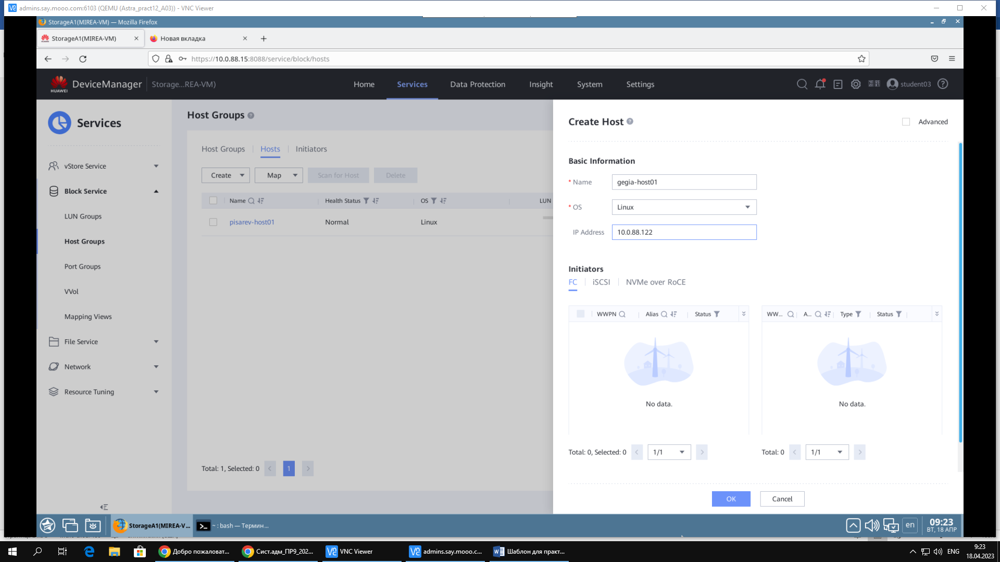 admins.say.mooo.com:6103 (QEMU (Astra_pract12_A03)) - VNC Viewer
StorageA1(MIREA-VM) — Mozilla Firefox
StorageA1(MIREA-VM)
Новая вкладка
https://10.0.88.15:8088/service/block/hosts
HUAWEI
DeviceManager
Storage...REA-VM)
Home
Services
Data Protection
Insight
System
Settings
student03
Services
vStore Service
Block Service
LUN Groups
Host Groups
Port Groups
VVol
Mapping Views
File Service
Network
Resource Tuning
Host Groups
Host Groups
Hosts
Initiators
Create
Map
Scan for Host
Delete
Name
Health Status
OS
LUN
pisarev-host01
Normal
Linux
Total: 1, Selected: 0
1
Create Host
Advanced
Basic Information
* Name
gegia-host01
* OS
Linux
IP Address
10.0.88.122
Initiators
FC
iSCSI
NVMe over RoCE
WWPN
Alias
Status
WW...
A...
Type
Status
No data.
No data.
Total: 0, Selected: 0
1/1
Total: 0
1/1
OK
Cancel
StorageA1(MIREA-V...
~ : bash — Термин...
en
09:23
ВТ, 18 АПР
Добро пожаловат...
Сист.адм_ПР9_202...
VNC Viewer
admins.say.mooo.c...
Шаблон для практ...
ENG
9:23
18.04.2023